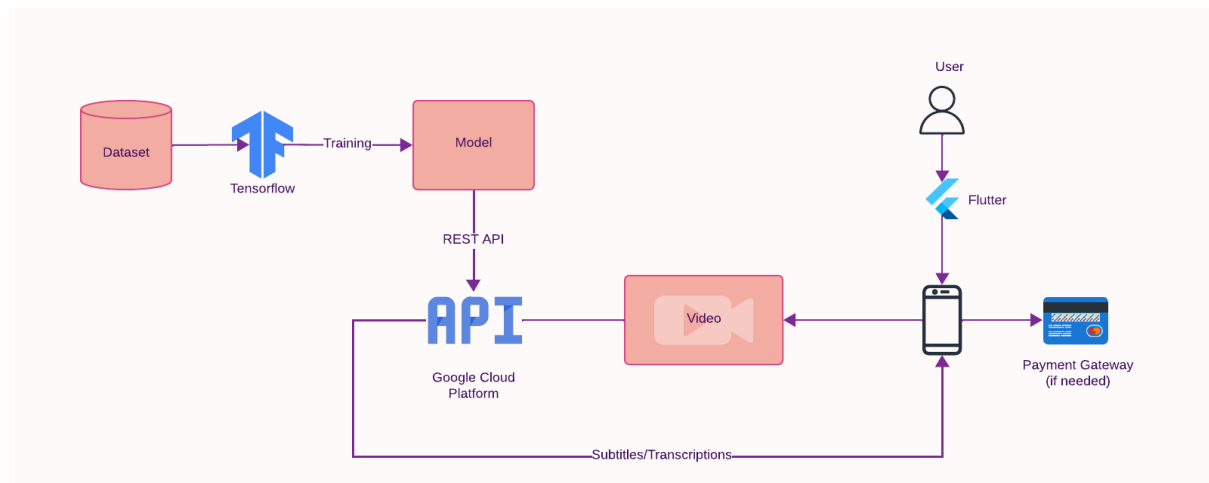 User
Dataset
Training
Model
Tensorflow
Flutter
REST API
API
Video
Google Cloud
Platform
Payment Gateway
(if needed)
Subtitles/Transcriptions